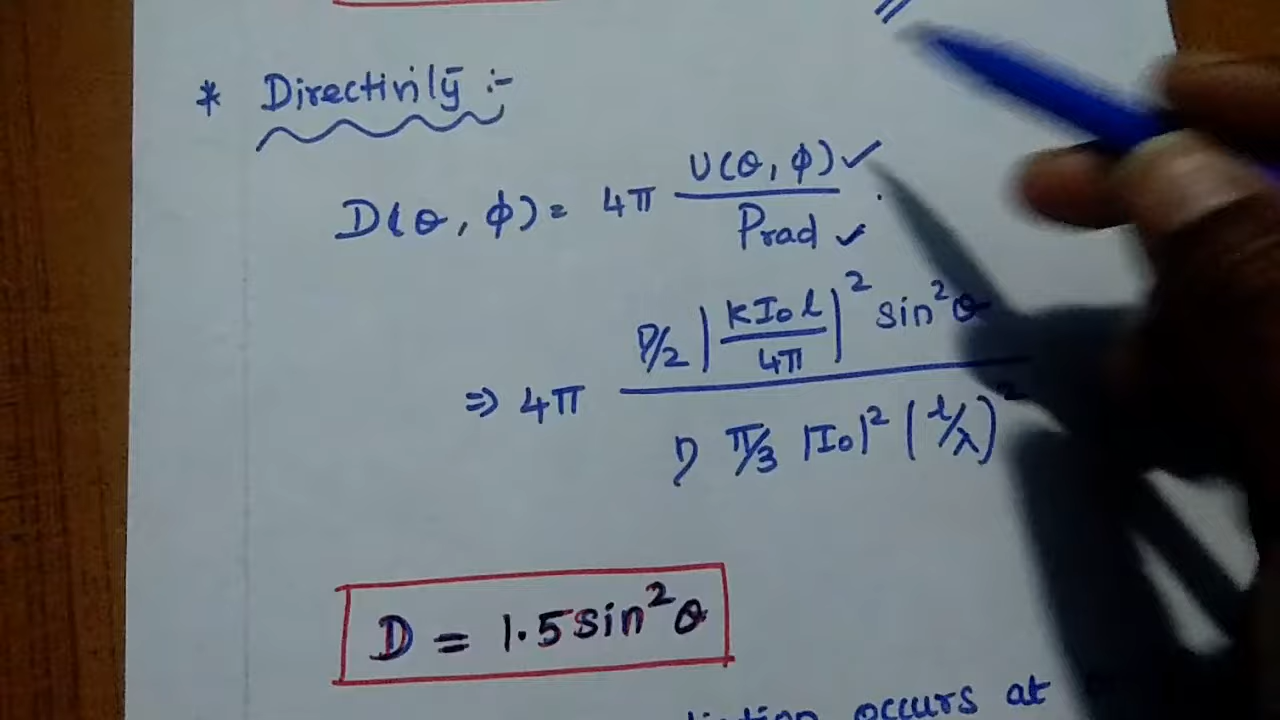 * Directivity :-
D(θ, φ) = 4π U(θ, φ) ✓ / Prad ✓
⇒ 4π η/2 |kI₀l / 4π|² sin²θ / η π/3 |I₀|² (l/λ)²
D = 1.5 sin²θ
occurs at